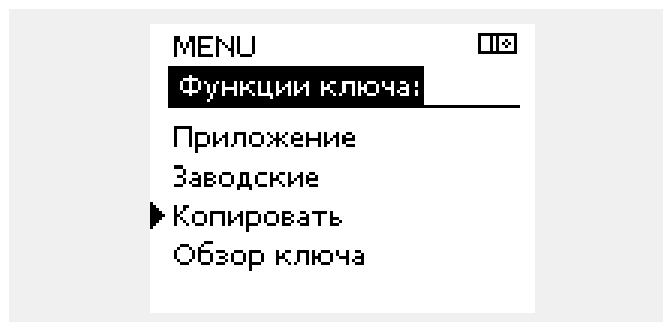 MENU
Функции ключа:
Приложение
Заводские
Копировать
Обзор ключа